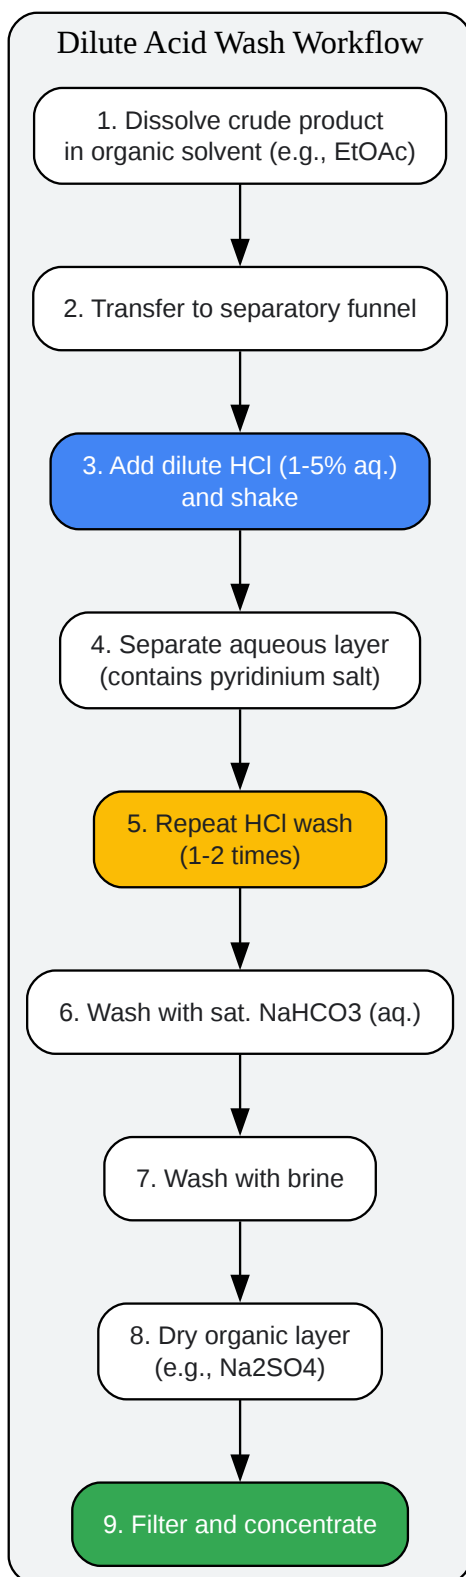 Dilute Acid Wash Workflow
1. Dissolve crude product
in organic solvent (e.g., EtOAc)
2. Transfer to separatory funnel
3. Add dilute HCl (1-5% aq.)
and shake
4. Separate aqueous layer
(contains pyridinium salt)
5. Repeat HCl wash
(1-2 times)
6. Wash with sat. NaHCO3 (aq.)
7. Wash with brine
8. Dry organic layer
(e.g., Na2SO4)
9. Filter and concentrate